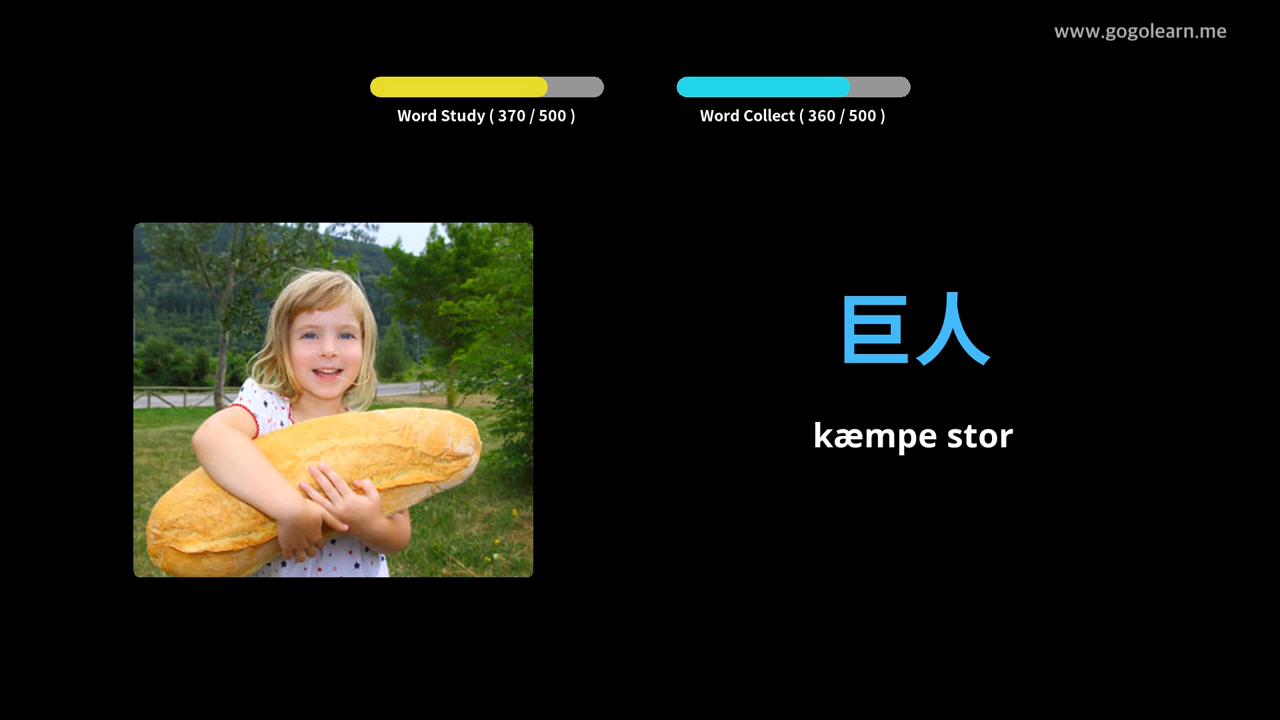 www.gogolearn.me
Word Study ( 370 / 500 )
Word Collect ( 360 / 500 )
巨人
kæmpe stor